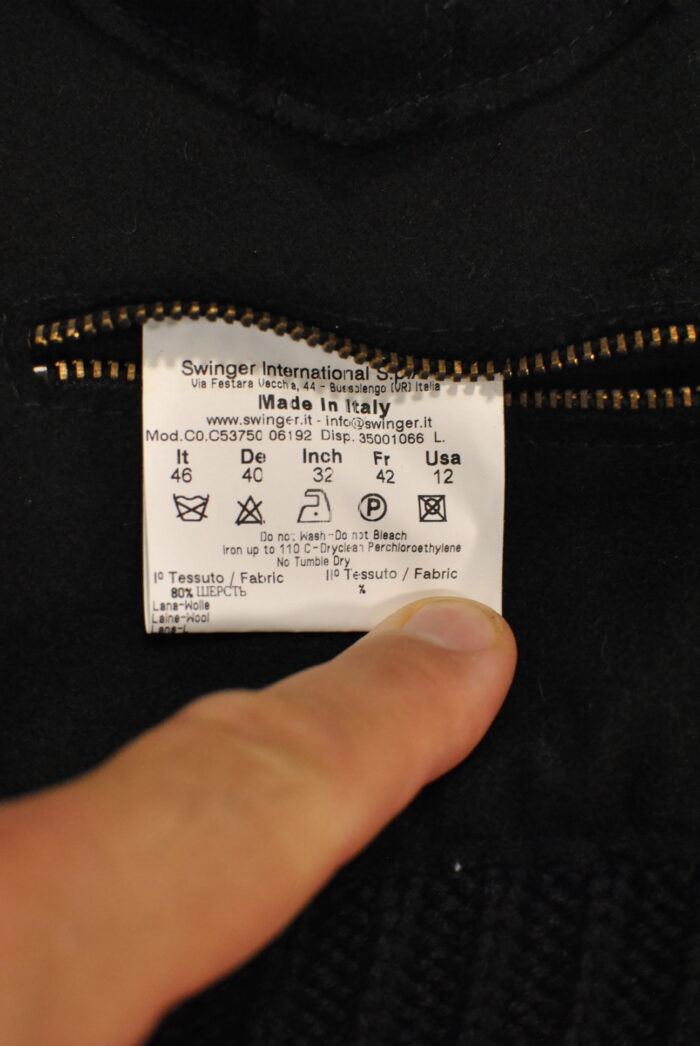 Swinger International S.p.A
Via Festara Vecchia, 44 - Bussolengo (VR) Italia
Made In Italy
www.swinger.it - info@swinger.it
Mod.C0.C53750 06192 Disp. 35001066 L.
It De Inch Fr Usa
46 40 32 42 12
P
Do not Wash-Do not Bleach
Iron up to 110 C-Dryclean Perchloroethylene
No Tumble Dry
Iº Tessuto / Fabric IIº Tessuto / Fabric
80% ШЕРСТЬ %
Lana-Wolle
Laine-Wool